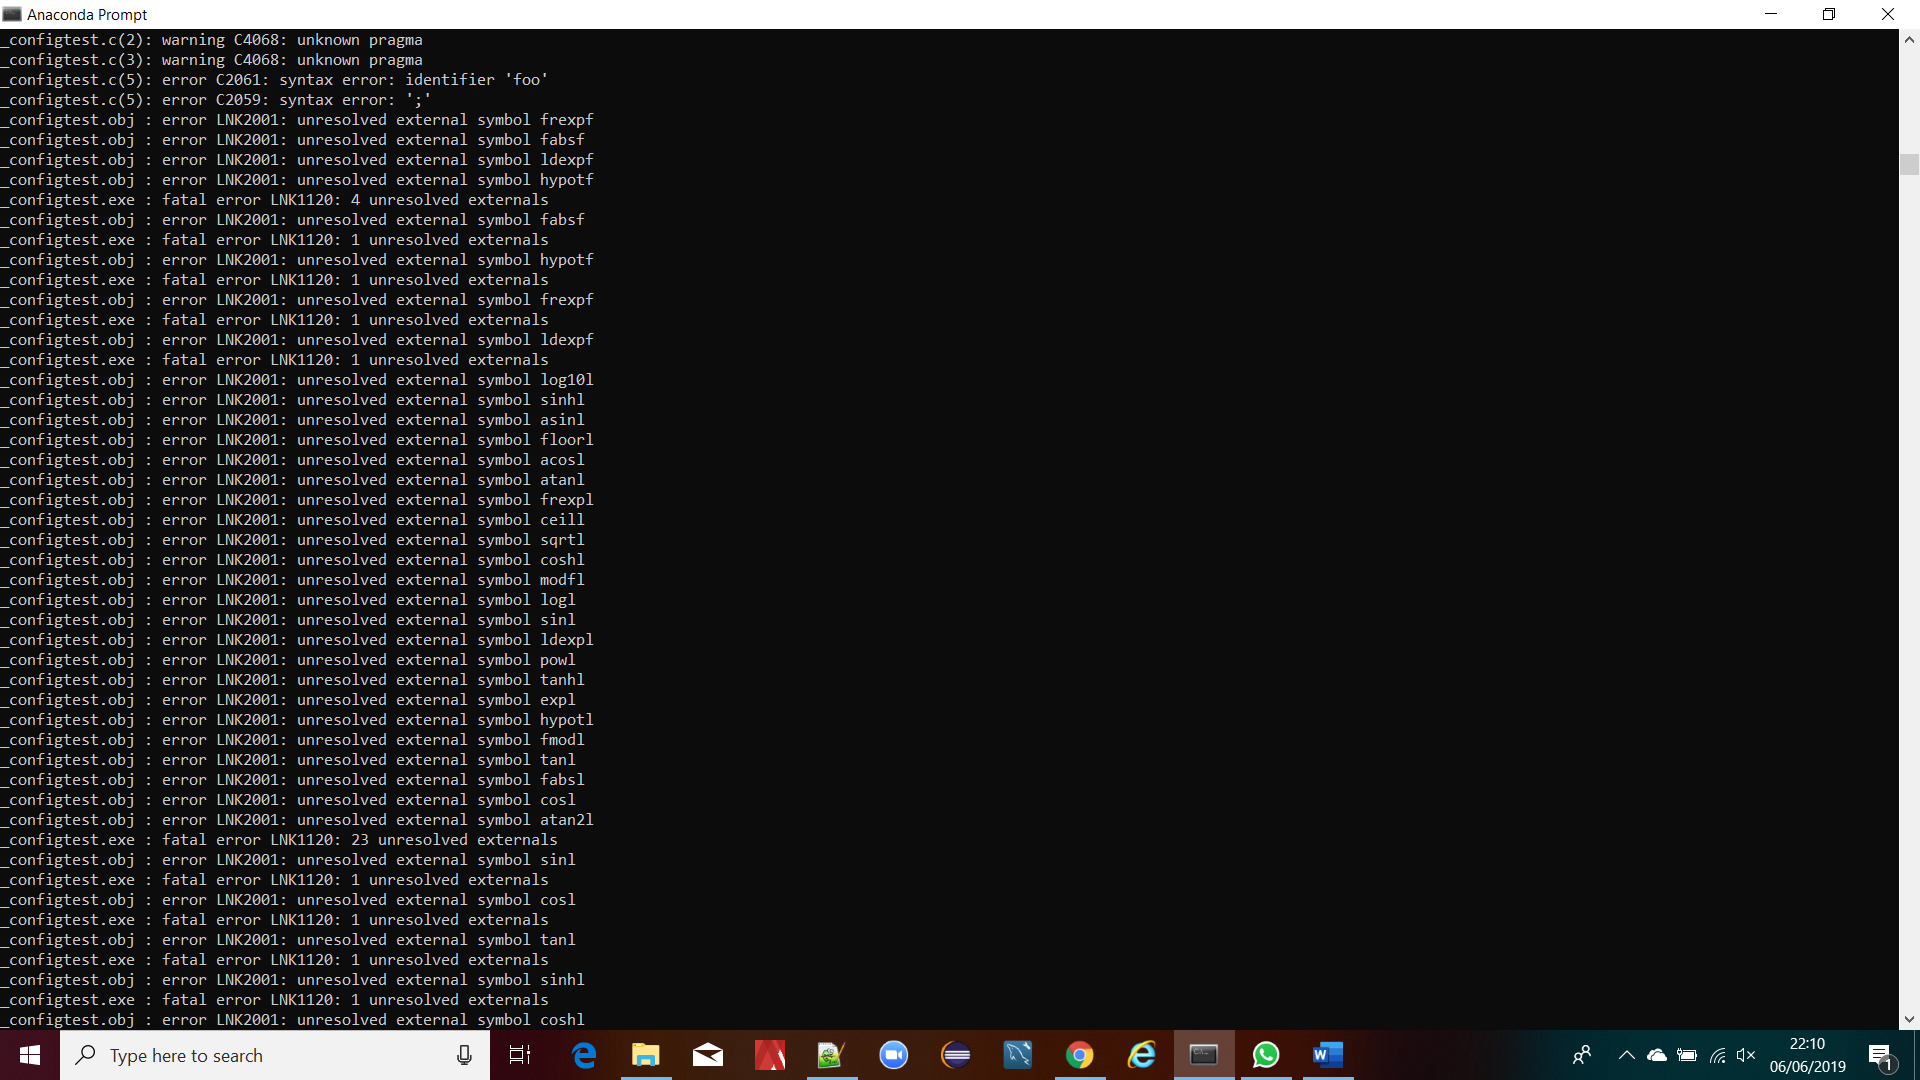 Anaconda Prompt
_configtest.c(2): warning C4068: unknown pragma
_configtest.c(3): warning C4068: unknown pragma
_configtest.c(5): error C2061: syntax error: identifier 'foo'
_configtest.c(5): error C2059: syntax error: ';'
_configtest.obj : error LNK2001: unresolved external symbol frexpf
_configtest.obj : error LNK2001: unresolved external symbol fabsf
_configtest.obj : error LNK2001: unresolved external symbol ldexpf
_configtest.obj : error LNK2001: unresolved external symbol hypotf
_configtest.exe : fatal error LNK1120: 4 unresolved externals
_configtest.obj : error LNK2001: unresolved external symbol fabsf
_configtest.exe : fatal error LNK1120: 1 unresolved externals
_configtest.obj : error LNK2001: unresolved external symbol hypotf
_configtest.exe : fatal error LNK1120: 1 unresolved externals
_configtest.obj : error LNK2001: unresolved external symbol frexpf
_configtest.exe : fatal error LNK1120: 1 unresolved externals
_configtest.obj : error LNK2001: unresolved external symbol ldexpf
_configtest.exe : fatal error LNK1120: 1 unresolved externals
_configtest.obj : error LNK2001: unresolved external symbol log10l
_configtest.obj : error LNK2001: unresolved external symbol sinhl
_configtest.obj : error LNK2001: unresolved external symbol asinl
_configtest.obj : error LNK2001: unresolved external symbol floorl
_configtest.obj : error LNK2001: unresolved external symbol acosl
_configtest.obj : error LNK2001: unresolved external symbol atanl
_configtest.obj : error LNK2001: unresolved external symbol frexpl
_configtest.obj : error LNK2001: unresolved external symbol ceill
_configtest.obj : error LNK2001: unresolved external symbol sqrtl
_configtest.obj : error LNK2001: unresolved external symbol coshl
_configtest.obj : error LNK2001: unresolved external symbol modfl
_configtest.obj : error LNK2001: unresolved external symbol logl
_configtest.obj : error LNK2001: unresolved external symbol sinl
_configtest.obj : error LNK2001: unresolved external symbol ldexpl
_configtest.obj : error LNK2001: unresolved external symbol powl
_configtest.obj : error LNK2001: unresolved external symbol tanhl
_configtest.obj : error LNK2001: unresolved external symbol expl
_configtest.obj : error LNK2001: unresolved external symbol hypotl
_configtest.obj : error LNK2001: unresolved external symbol fmodl
_configtest.obj : error LNK2001: unresolved external symbol tanl
_configtest.obj : error LNK2001: unresolved external symbol fabsl
_configtest.obj : error LNK2001: unresolved external symbol cosl
_configtest.obj : error LNK2001: unresolved external symbol atan2l
_configtest.exe : fatal error LNK1120: 23 unresolved externals
_configtest.obj : error LNK2001: unresolved external symbol sinl
_configtest.exe : fatal error LNK1120: 1 unresolved externals
_configtest.obj : error LNK2001: unresolved external symbol cosl
_configtest.exe : fatal error LNK1120: 1 unresolved externals
_configtest.obj : error LNK2001: unresolved external symbol tanl
_configtest.exe : fatal error LNK1120: 1 unresolved externals
_configtest.obj : error LNK2001: unresolved external symbol sinhl
_configtest.exe : fatal error LNK1120: 1 unresolved externals
_configtest.obj : error LNK2001: unresolved external symbol coshl
Type here to search
22:10
06/06/2019
1